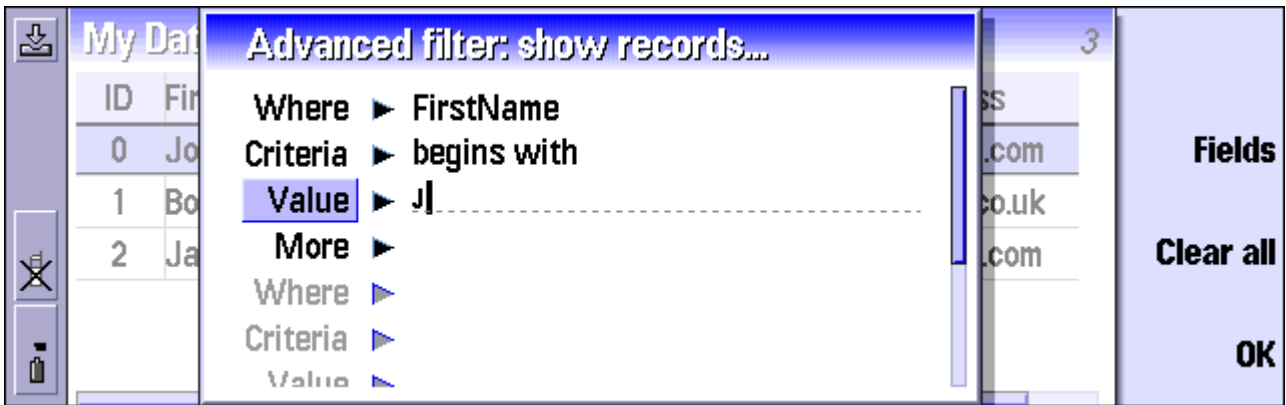 My Dat
Advanced filter: show records...
3
ID Fir ss
0 Jo .com
1 Bo co.uk
2 Ja .com
Where FirstName
Criteria begins with
Value J
More
Where
Criteria
Value
Fields
Clear all
OK